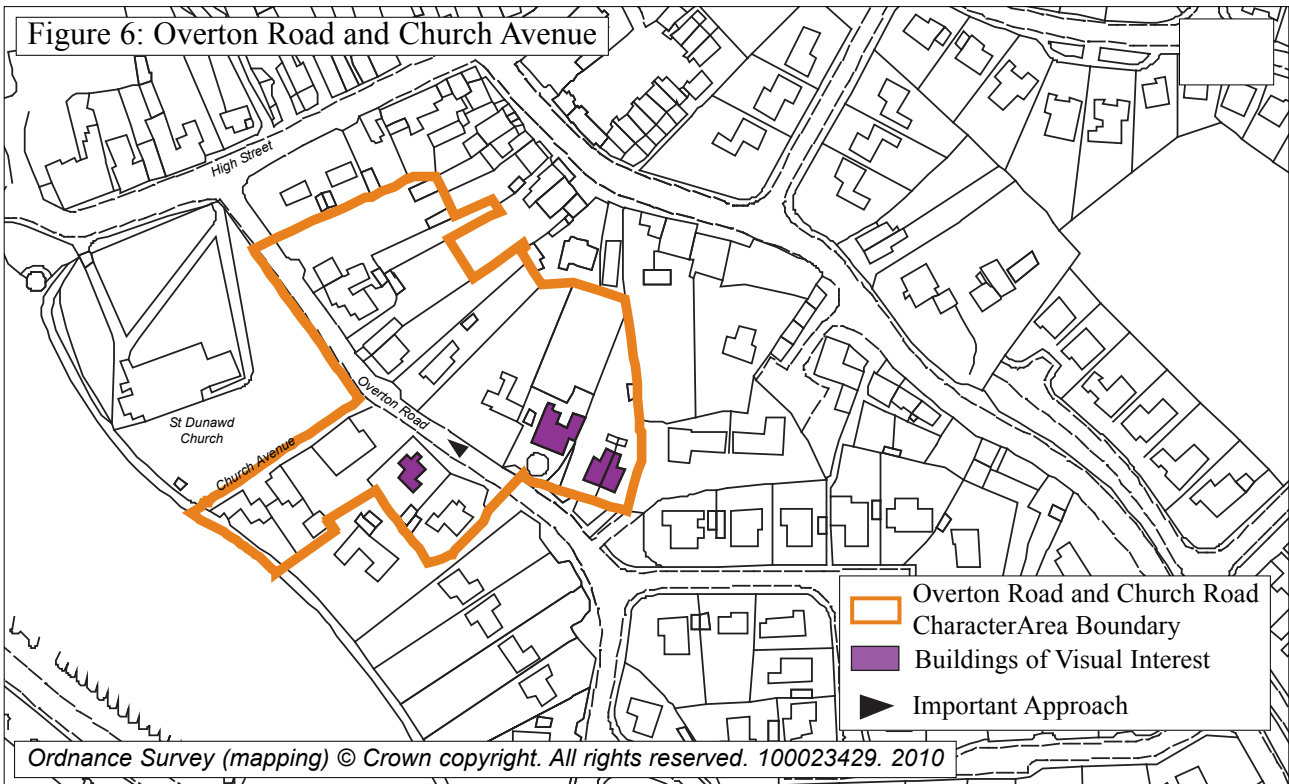 Figure 6: Overton Road and Church Avenue
High Street
Overton Road
St Dunawd
Church
Church Avenue
Overton Road and Church Road
CharacterArea Boundary
Buildings of Visual Interest
Important Approach
Ordnance Survey (mapping) © Crown copyright. All rights reserved. 100023429. 2010